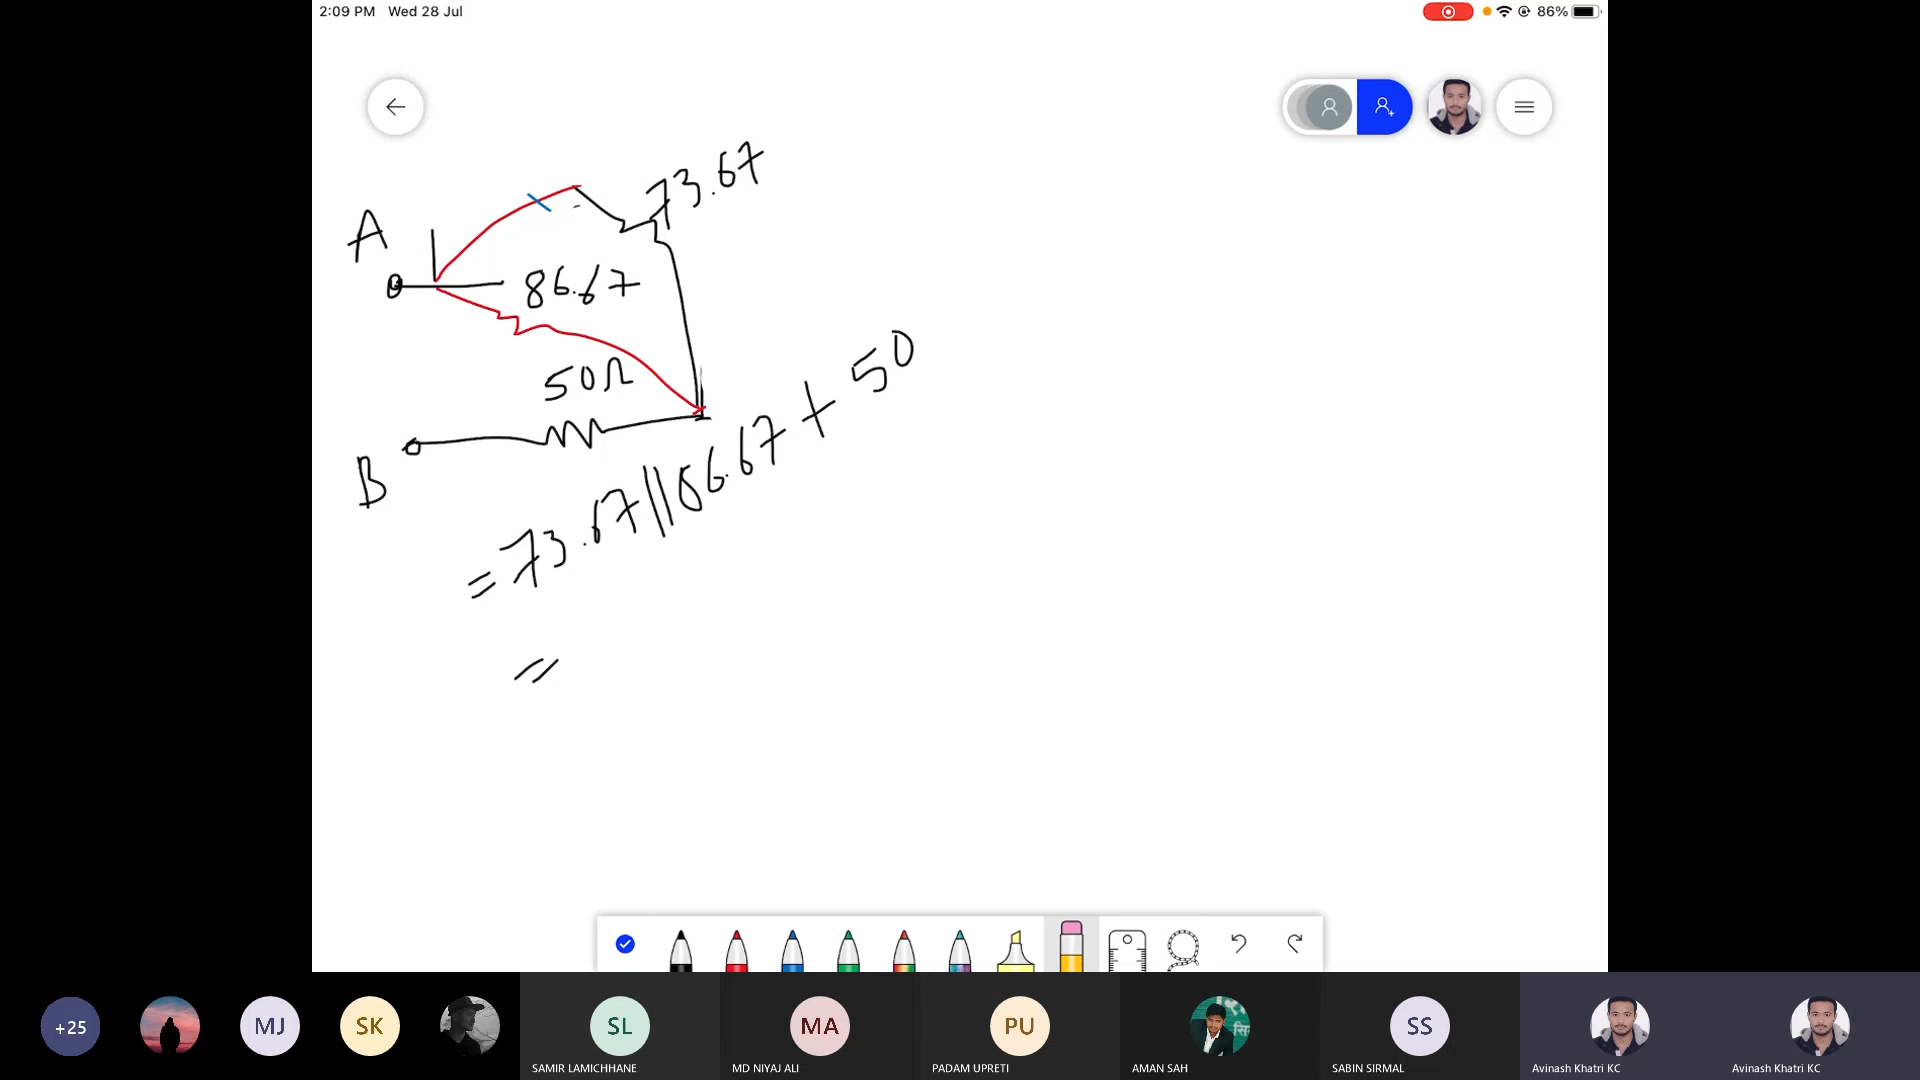 2:09 PM Wed 28 Jul
86%
73.67
A
86.67
50Ω
B
= 73.67||86.67 + 50
=
+25
MJ
SK
SL
MA
PU
SS
SAMIR LAMICHHANE
MD NIYAJ ALI
PADAM UPRETI
AMAN SAH
SABIN SIRMAL
Avinash Khatri KC
Avinash Khatri KC